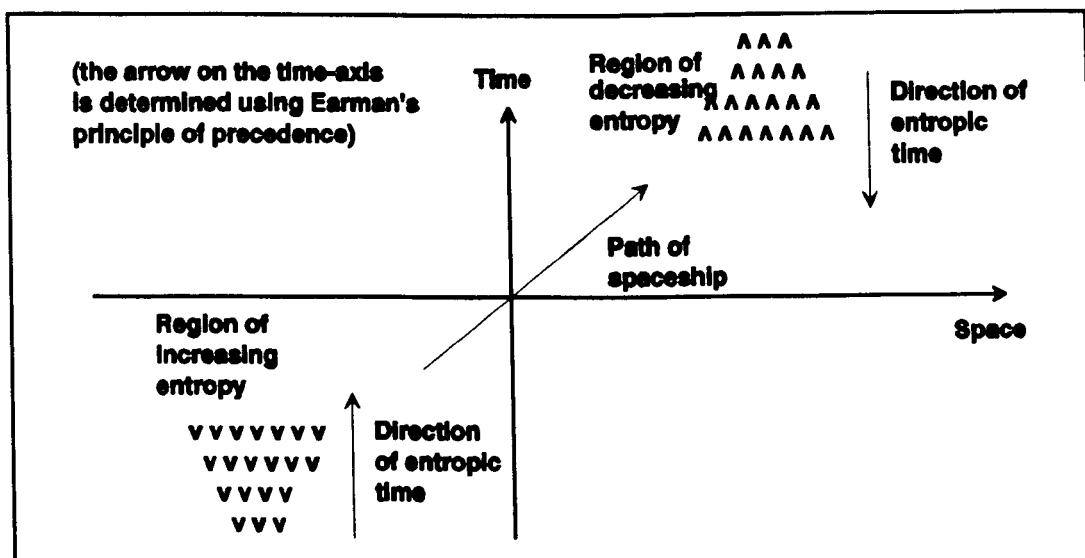 (the arrow on the time-axis
is determined using Earman's
principle of precedence)
Time
Region of
decreasing
entropy
ʌ ʌ ʌ
ʌ ʌ ʌ ʌ
ʌ ʌ ʌ ʌ ʌ ʌ
ʌ ʌ ʌ ʌ ʌ ʌ ʌ
Direction of
entropic
time
Path of
spaceship
Space
Region of
increasing
entropy
v v v v v v v
v v v v v v
v v v v
v v v
Direction
of entropic
time